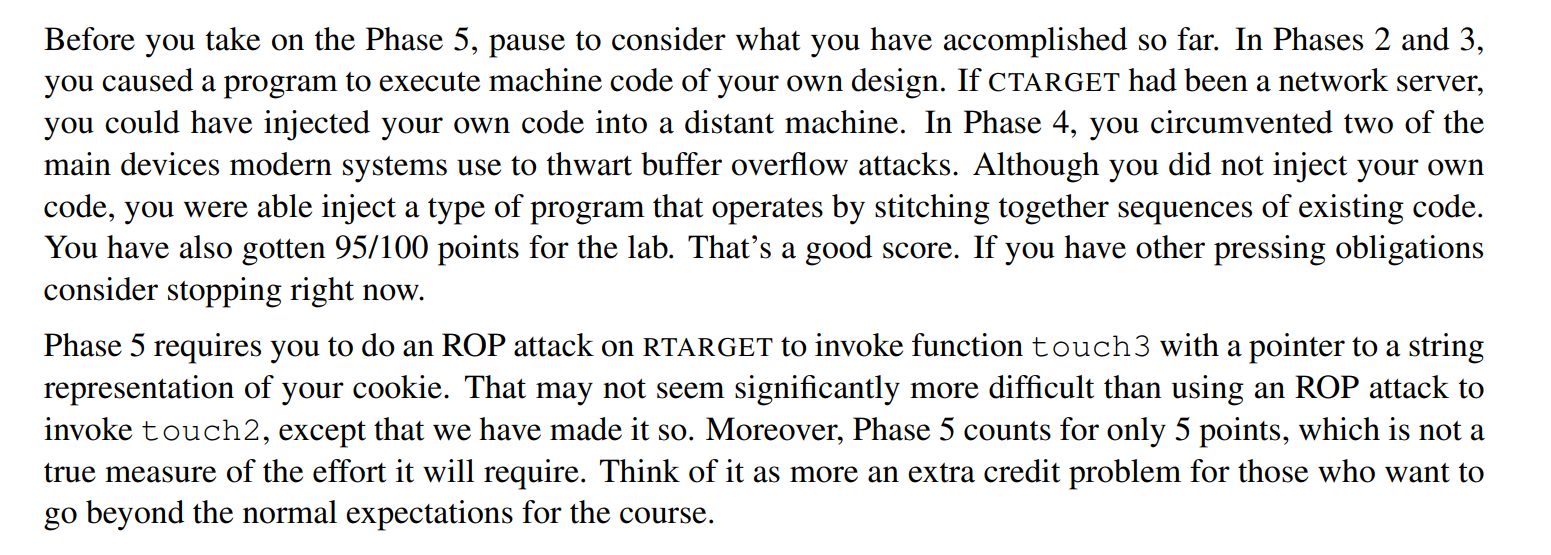 Before you take on the Phase 5, pause to consider what you have accomplished so far. In Phases 2 and 3,
you caused a program to execute machine code of your own design. If CTARGET had been a network server,
you could have injected your own code into a distant machine. In Phase 4, you circumvented two of the
main devices modern systems use to thwart buffer overflow attacks. Although you did not inject your own
code, you were able inject a type of program that operates by stitching together sequences of existing code.
You have also gotten 95/100 points for the lab. That’s a good score. If you have other pressing obligations
consider stopping right now.
Phase 5 requires you to do an ROP attack on RTARGET to invoke function touch3 with a pointer to a string
representation of your cookie. That may not seem significantly more difficult than using an ROP attack to
invoke touch2, except that we have made it so. Moreover, Phase 5 counts for only 5 points, which is not a
true measure of the effort it will require. Think of it as more an extra credit problem for those who want to
go beyond the normal expectations for the course.